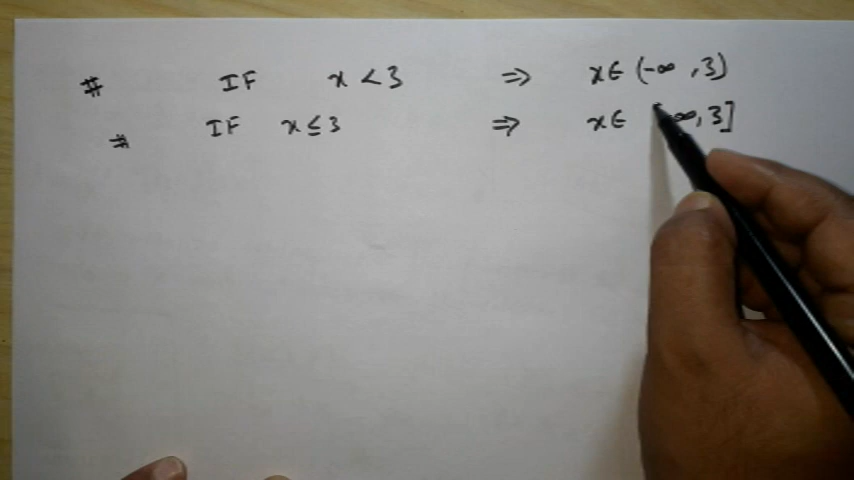 # IF x < 3 ⇒ x ∈ (-∞ , 3)
# IF x ≤ 3 ⇒ x ∈ ∞, 3]